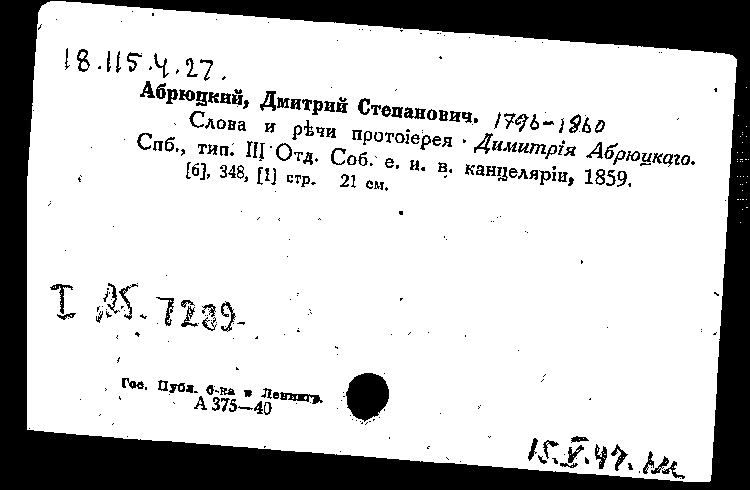 18.115.4.27.
Абрюцкий, Дмитрий Степанович. 1796-1860
Слова и рѣчи протоіерея Димитрія Абрюцкаго.
Спб., тип. III Отд. Соб. е. и. в. канцеляріи, 1859.
[6], 348, [1] стр. 21 см.
I 25. 7289.
Гос. Публ. б-ка в Ленингр.
А 375—40
15.V.47.